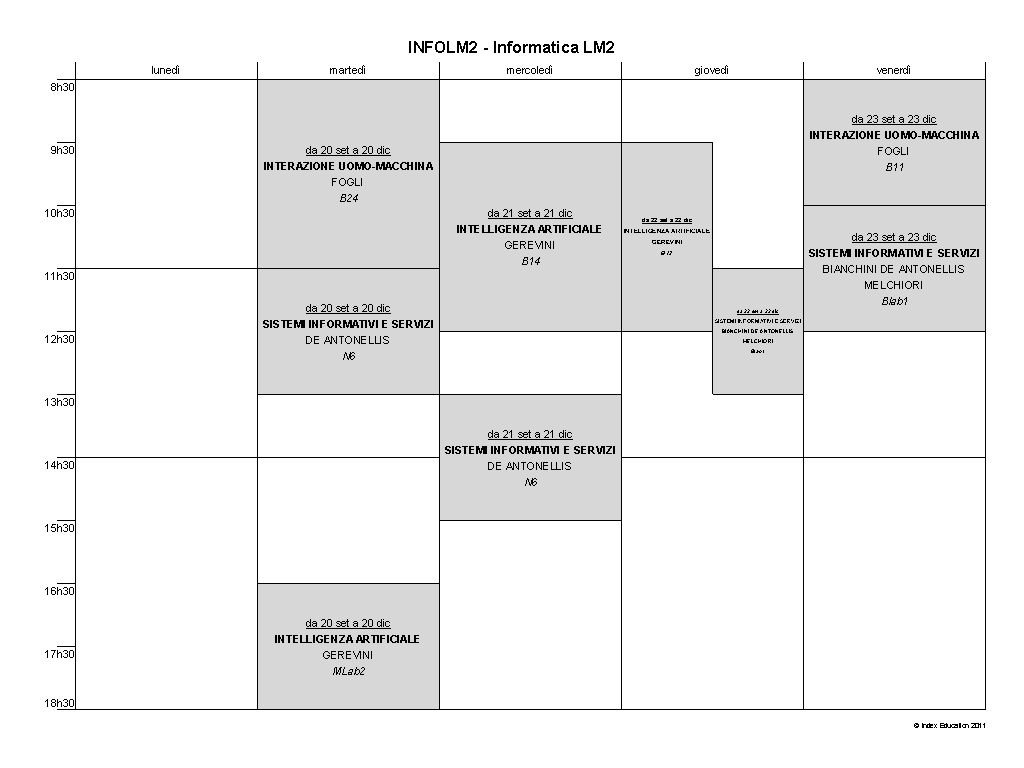 INFOLM2 - Informatica LM2
lunedì
martedì
mercoledì
giovedì
venerdì
8h30
9h30
10h30
11h30
12h30
13h30
14h30
15h30
16h30
17h30
18h30
da 20 set a 20 dic
INTERAZIONE UOMO-MACCHINA
FOGLI
B24
da 20 set a 20 dic
SISTEMI INFORMATIVI E SERVIZI
DE ANTONELLIS
N6
da 20 set a 20 dic
INTELLIGENZA ARTIFICIALE
GEREVINI
MLab2
da 21 set a 21 dic
INTELLIGENZA ARTIFICIALE
GEREVINI
B14
da 21 set a 21 dic
SISTEMI INFORMATIVI E SERVIZI
DE ANTONELLIS
N6
da 22 set a 22 dic
INTELLIGENZA ARTIFICIALE
GEREVINI
da 22 set a 22 dic
SISTEMI INFORMATIVI E SERVIZI
BIANCHINI DE ANTONELLIS
MELCHIORI
da 23 set a 23 dic
INTERAZIONE UOMO-MACCHINA
FOGLI
B11
da 23 set a 23 dic
SISTEMI INFORMATIVI E SERVIZI
BIANCHINI DE ANTONELLIS
MELCHIORI
Blab1
© Index Education 2011